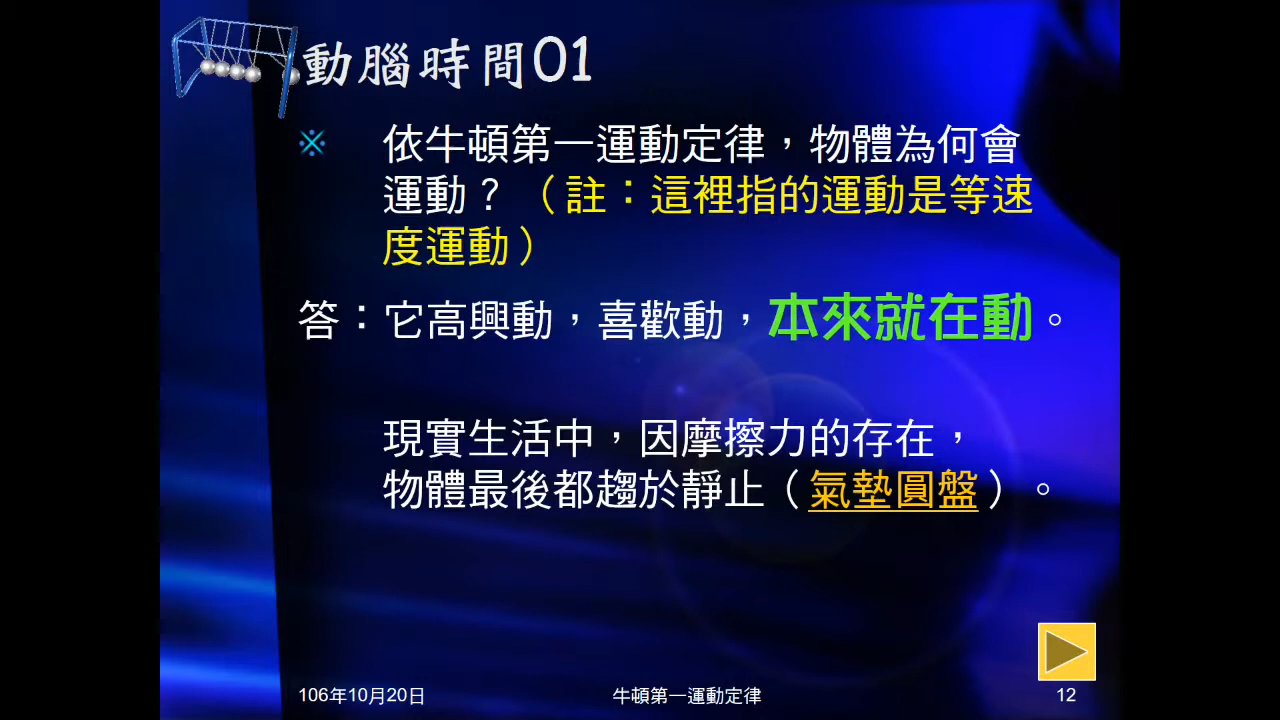 動腦時間01
※ 依牛頓第一運動定律，物體為何會
運動？（註：這裡指的運動是等速
度運動）
答：它高興動，喜歡動，本來就在動。
現實生活中，因摩擦力的存在，
物體最後都趨於靜止（氣墊圓盤）。
106年10月20日
牛頓第一運動定律
12